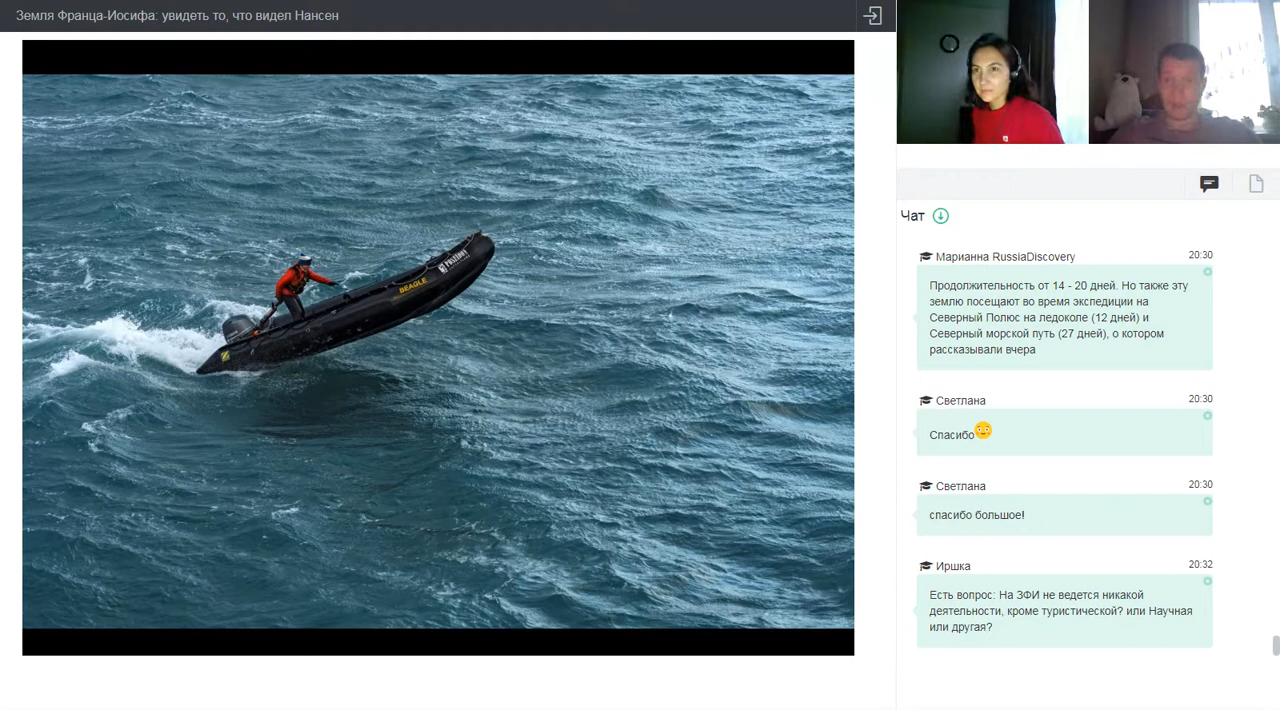 Земля Франца-Иосифа: увидеть то, что видел Нансен
BEAGLE
Чат
Марианна RussiaDiscovery
20:30
Продолжительность от 14 - 20 дней. Но также эту
землю посещают во время экспедиции на
Северный Полюс на ледоколе (12 дней) и
Северный морской путь (27 дней), о котором
рассказывали вчера
Светлана
20:30
Спасибо
Светлана
20:30
спасибо большое!
Иршка
20:32
Есть вопрос: На ЗФИ не ведется никакой
деятельности, кроме туристической? или Научная
или другая?